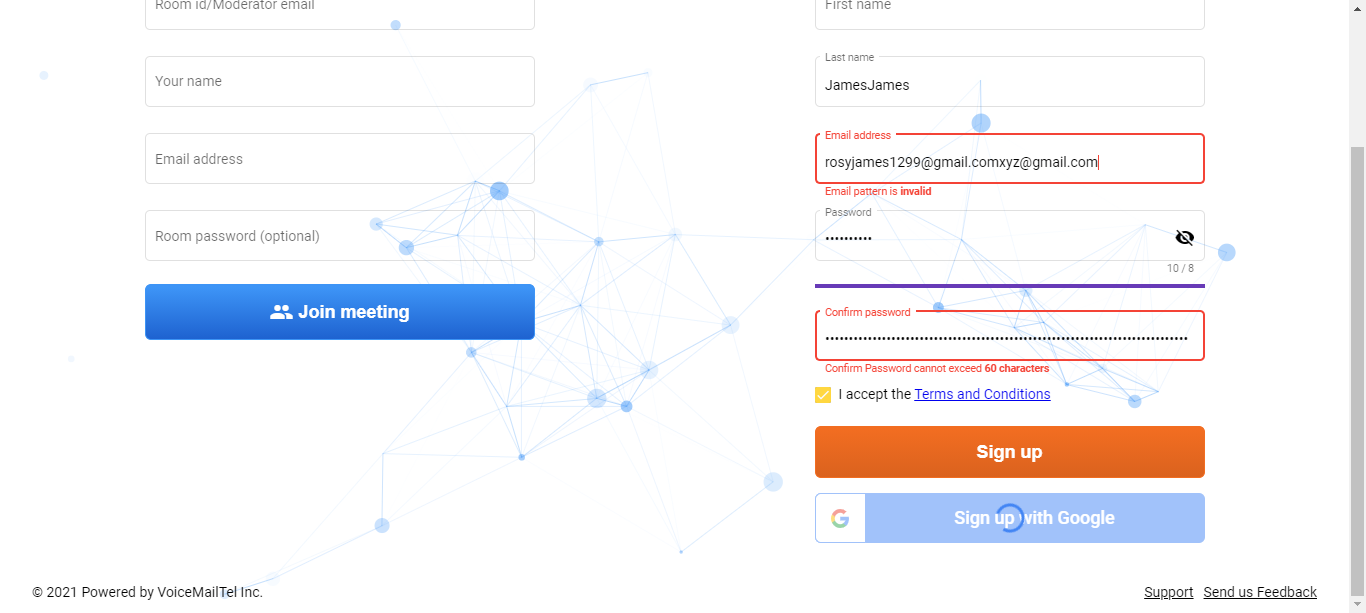 Room id/Moderator email
Your name
Email address
Room password (optional)
Join meeting
First name
Last name
JamesJames
Email address
rosyjames1299@gmail.comxyz@gmail.com
Email pattern is invalid
Password
••••••••••
10 / 8
Confirm password
Confirm Password cannot exceed 60 characters
I accept the Terms and Conditions
Sign up
Sign up with Google
© 2021 Powered by VoiceMailTel Inc.
Support Send us Feedback